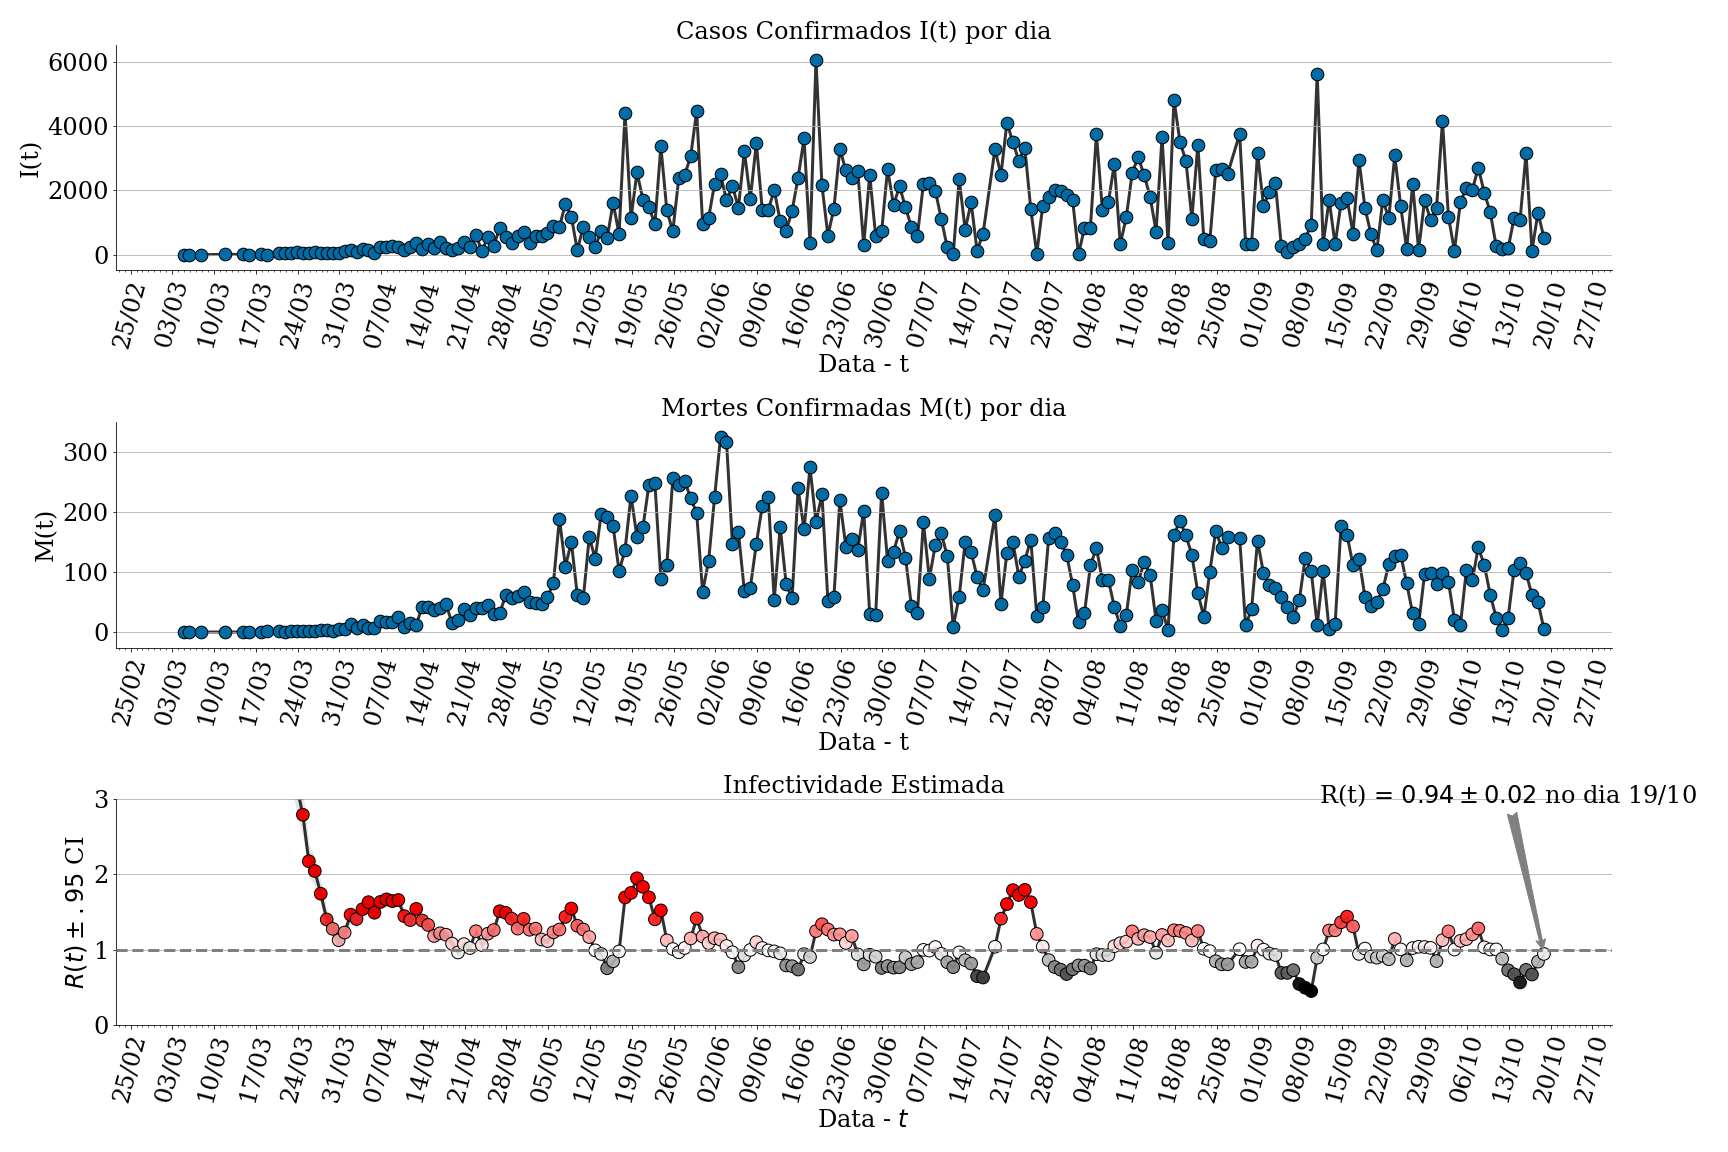 Casos Confirmados I(t) por dia
I(t)
6000
4000
2000
0
25/02 03/03 10/03 17/03 24/03 31/03 07/04 14/04 21/04 28/04 05/05 12/05 19/05 26/05 02/06 09/06 16/06 23/06 30/06 07/07 14/07 21/07 28/07 04/08 11/08 18/08 25/08 01/09 08/09 15/09 22/09 29/09 06/10 13/10 20/10 27/10
Data - t
Mortes Confirmadas M(t) por dia
M(t)
300
200
100
0
25/02 03/03 10/03 17/03 24/03 31/03 07/04 14/04 21/04 28/04 05/05 12/05 19/05 26/05 02/06 09/06 16/06 23/06 30/06 07/07 14/07 21/07 28/07 04/08 11/08 18/08 25/08 01/09 08/09 15/09 22/09 29/09 06/10 13/10 20/10 27/10
Data - t
Infectividade Estimada
R(t) = 0.94 ± 0.02 no dia 19/10
R(t) ± .95 CI
3
2
1
0
25/02 03/03 10/03 17/03 24/03 31/03 07/04 14/04 21/04 28/04 05/05 12/05 19/05 26/05 02/06 09/06 16/06 23/06 30/06 07/07 14/07 21/07 28/07 04/08 11/08 18/08 25/08 01/09 08/09 15/09 22/09 29/09 06/10 13/10 20/10 27/10
Data - t